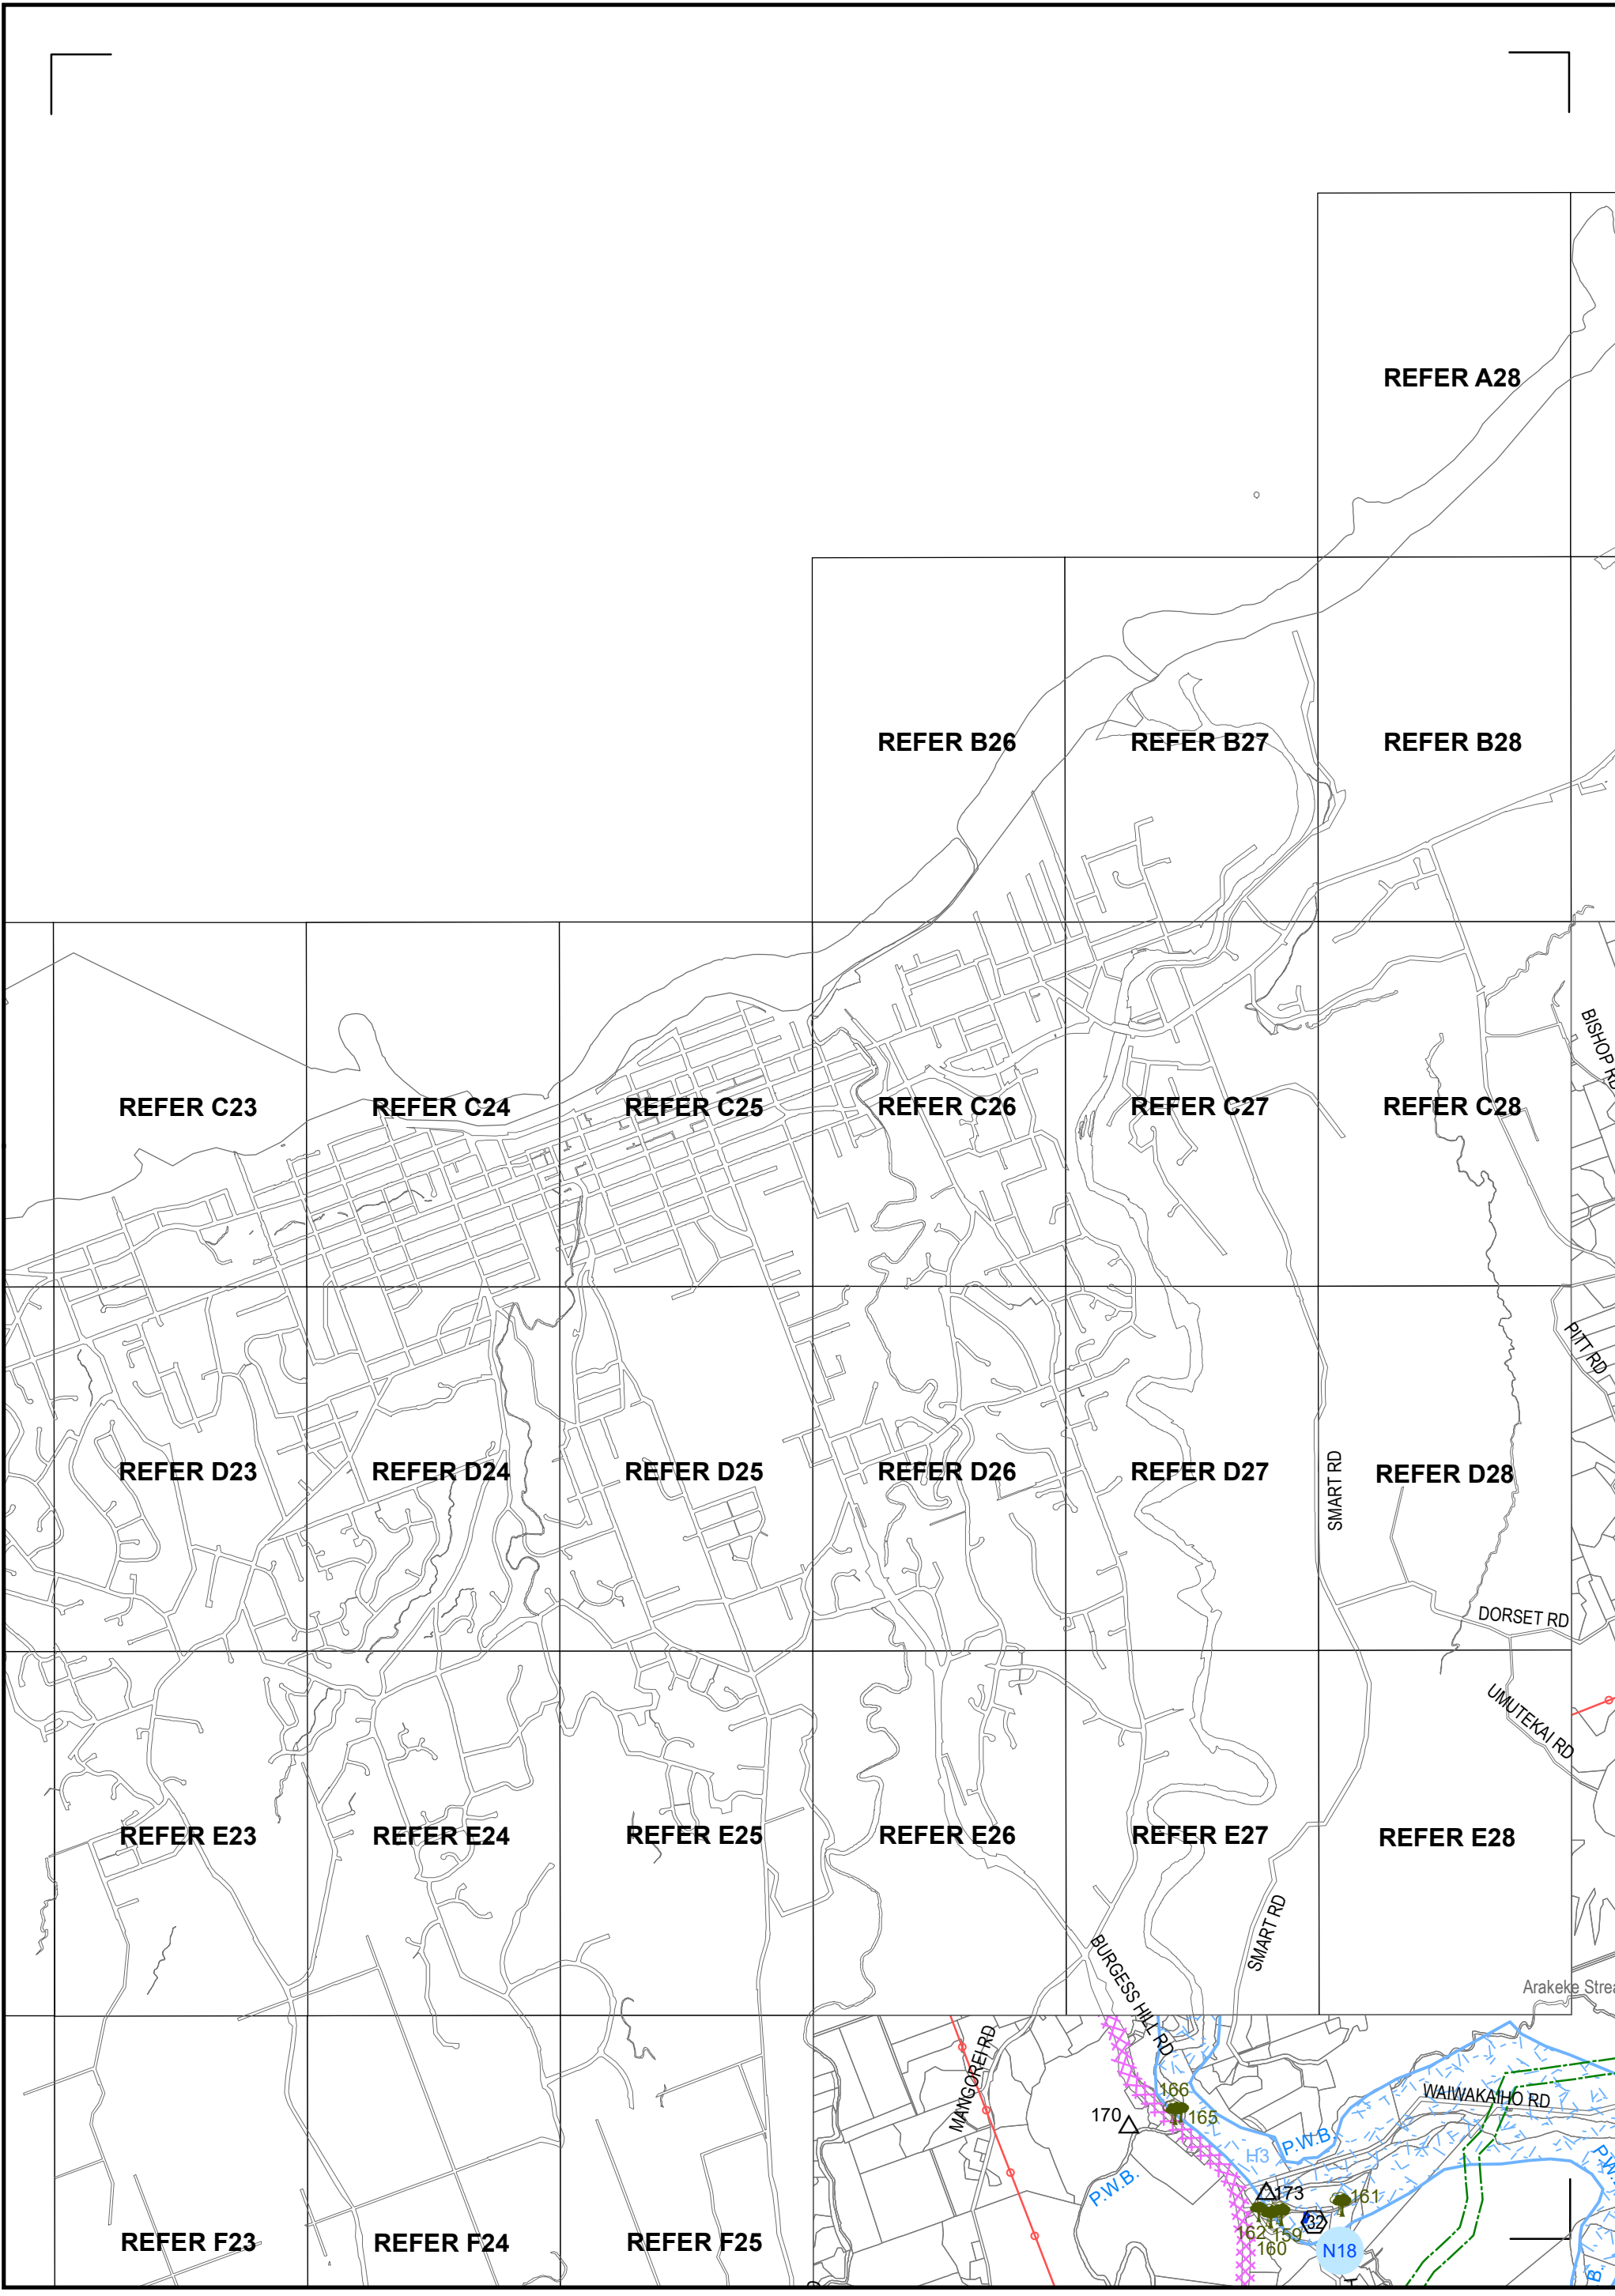 REFER A28
REFER B26
REFER B27
REFER B28
BISHOP RD
REFER C23
REFER C24
REFER C25
REFER C26
REFER C27
REFER C28
PITT RD
REFER D23
REFER D24
REFER D25
REFER D26
REFER D27
SMART RD
REFER D28
DORSET RD
UMUTEKAI RD
REFER E23
REFER E24
REFER E25
REFER E26
REFER E27
REFER E28
SMART RD
BURGESS HILL RD
Arakeke Strea
MANGOREI RD
166
165
170
WAIWAKAIHO RD
H3
P.W.B.
P.W.B.
P.W.
173
161
32
162
159
160
N18
B.
REFER F23
REFER F24
REFER F25